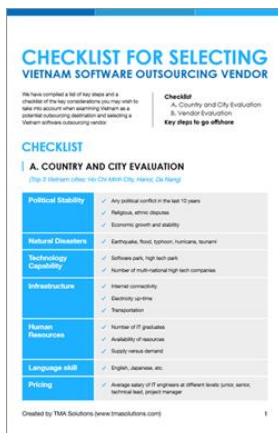 CHECKLIST FOR SELECTING
VIETNAM SOFTWARE OUTSOURCING VENDOR
We have compiled a list of key steps and a
checklist of the key considerations you may wish to
take into account when examining Vietnam as a
potential outsourcing destination and selecting a
Vietnam software outsourcing vendor.
Checklist
A. Country and City Evaluation
B. Vendor Evaluation
Key steps to go offshore
CHECKLIST
A. COUNTRY AND CITY EVALUATION
(Top 3 Vietnam cities: Ho Chi Minh City, Hanoi, Da Nang)
Political Stability
✓ Any political conflict in the last 10 years
✓ Religious, ethnic disputes
✓ Economic growth and stability
Natural Disasters
✓ Earthquake, flood, typhoon, hurricane, tsunami
Technology
Capability
✓ Software park, high tech park
✓ Number of multi-national high tech companies
Infrastructure
✓ Internet connectivity
✓ Electricity up-time
✓ Transportation
Human
Resources
✓ Number of IT graduates
✓ Availability of resources
✓ Supply versus demand
Language skill
✓ English, Japanese, etc.
Pricing
✓ Average salary of IT engineers at different levels: junior, senior,
technical lead, project manager
Created by TMA Solutions (www.tmasolutions.com)
1